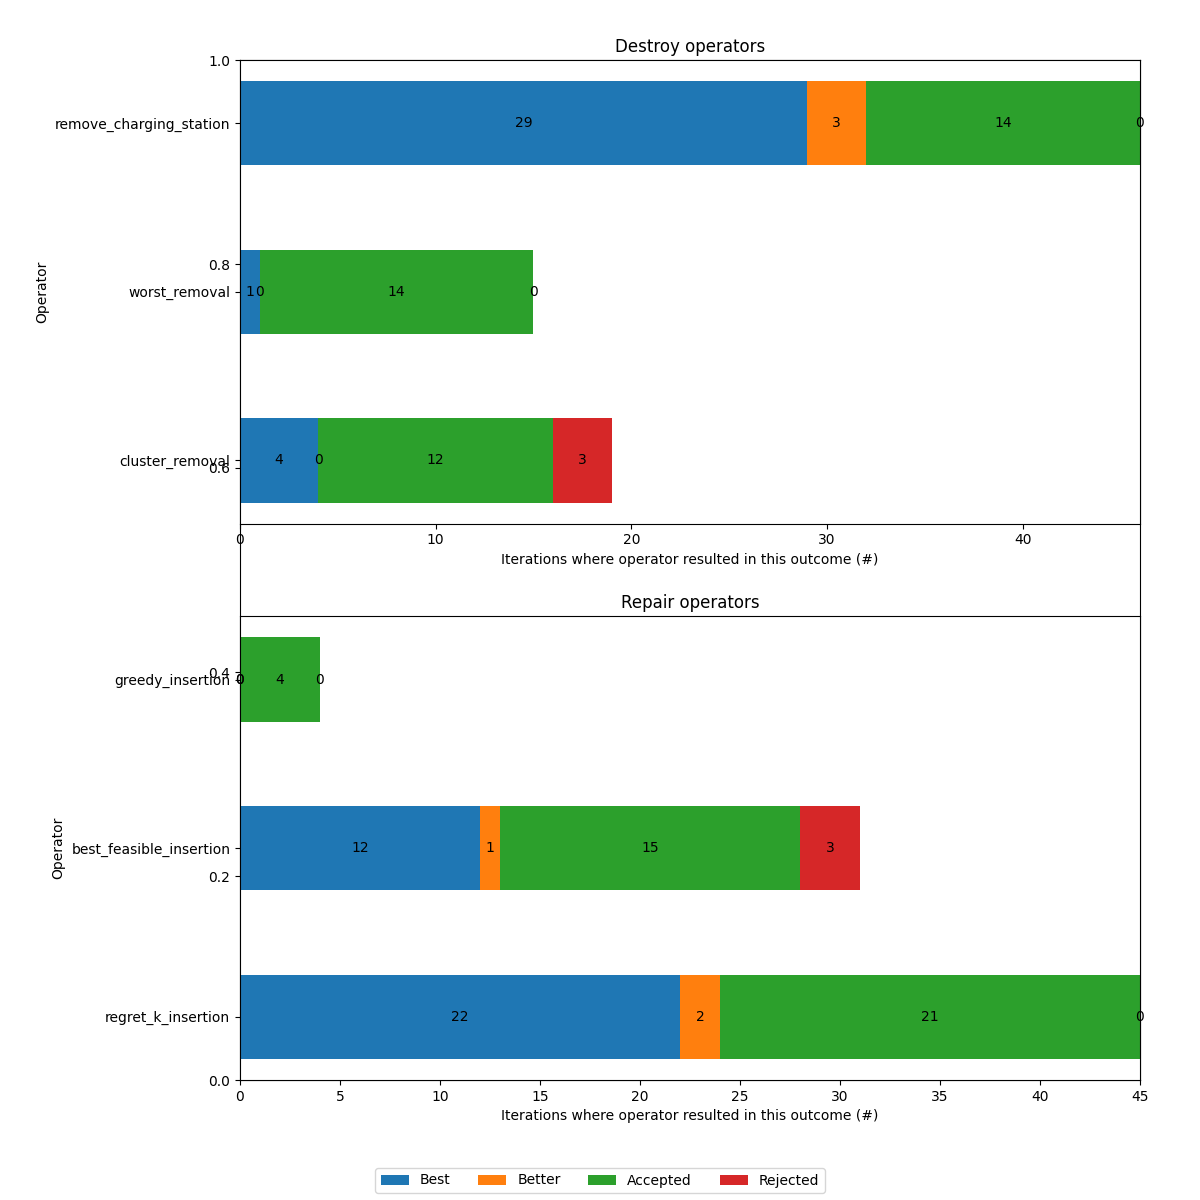 Destroy operators
1.0
remove_charging_station 29 3 14 0
0.8
worst_removal 1 0 14 0
cluster_removal 4 0 12 3
0.6
Operator
0 10 20 30 40
Iterations where operator resulted in this outcome (#)
Repair operators
0.4
greedy_insertion 0 0 4 0
best_feasible_insertion 12 1 15 3
0.2
regret_k_insertion 22 2 21 0
0.0
Operator
0 5 10 15 20 25 30 35 40 45
Iterations where operator resulted in this outcome (#)
Best Better Accepted Rejected